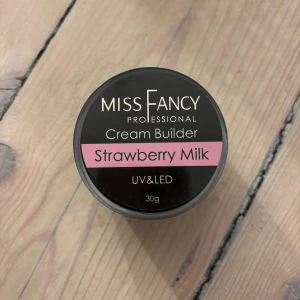 MISS FANCY
PROFESSIONAL
Cream Builder
Strawberry Milk
UV&LED
30g